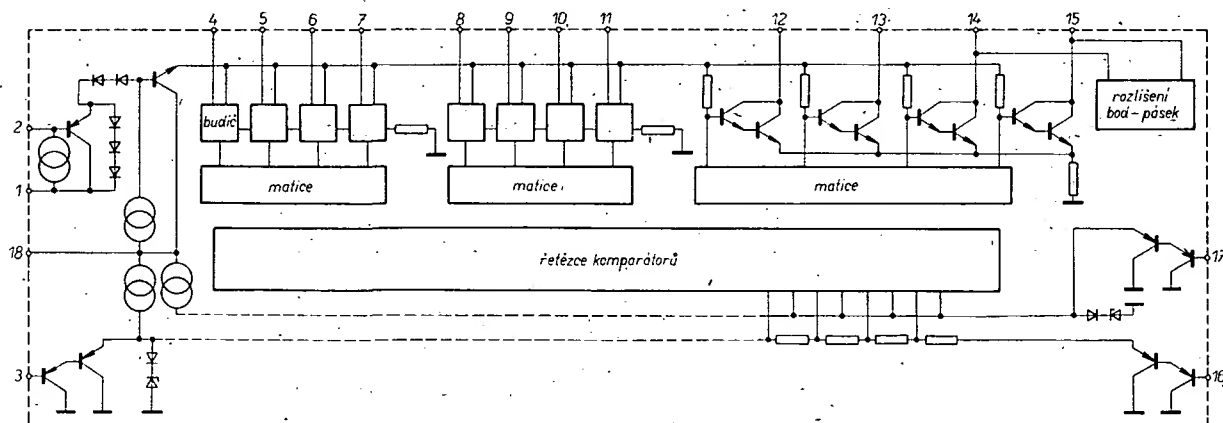 4 5 6 7 8 9 10 11 12 13 14 15
rozlišení
bod - pásek
budič
2
1
matice matice matice
18
řetězce komparátorů
17
3
16